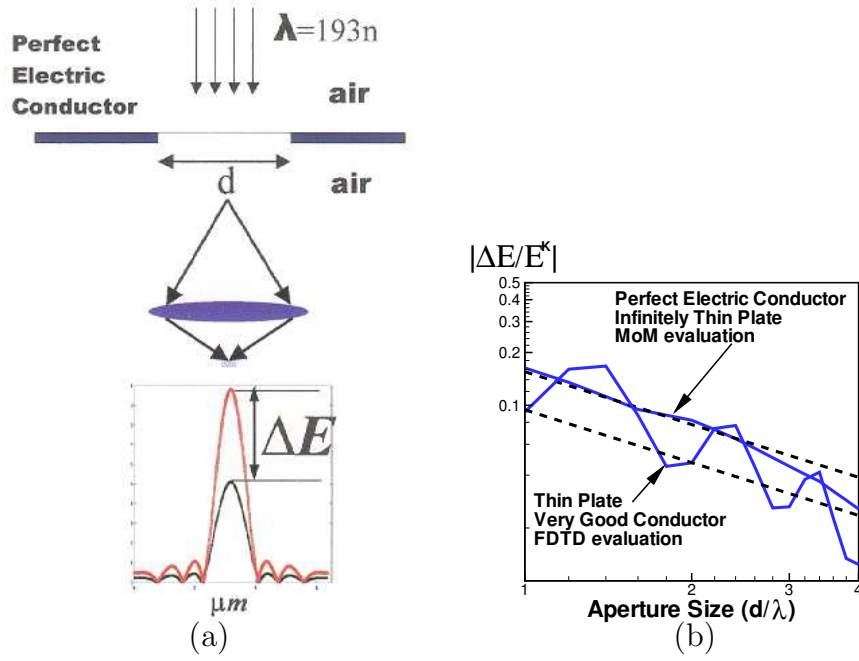 λ=193n
Perfect
Electric
Conductor
air
air
d
ΔE
μm
(a)
|ΔE/E^K|
0.5
0.4
0.3
0.2
0.1
Perfect Electric Conductor
Infinitely Thin Plate
MoM evaluation
Thin Plate
Very Good Conductor
FDTD evaluation
1
2
3
4
Aperture Size (d/λ)
(b)